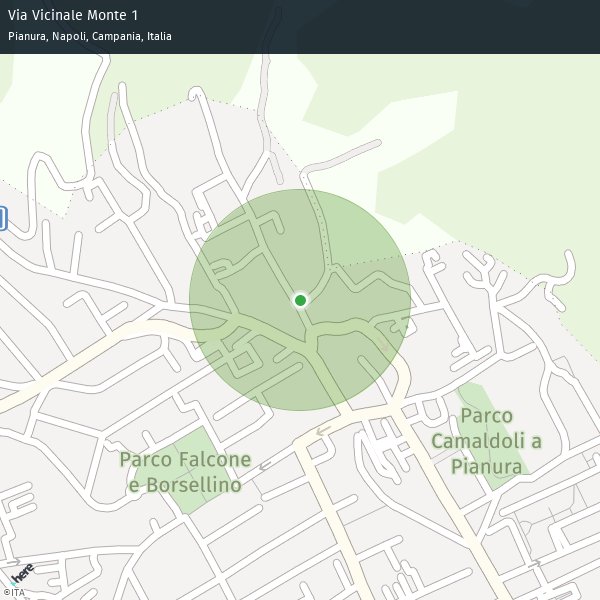 Via Vicinale Monte 1
Pianura, Napoli, Campania, Italia
Parco
Camaldoli a
Pianura
Parco Falcone
e Borsellino
here
©ITA